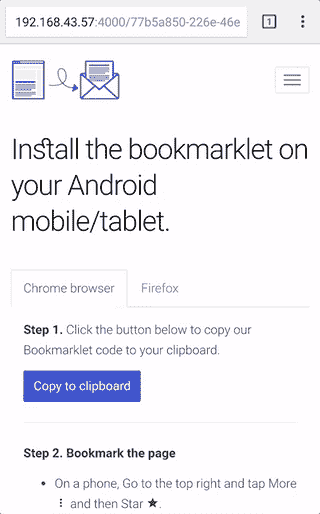 192.168.43.57:4000/77b5a850-226e-46e
1
Install the bookmarklet on
your Android
mobile/tablet.
Chrome browser
Firefox
Step 1. Click the button below to copy our
Bookmarklet code to your clipboard.
Copy to clipboard
Step 2. Bookmark the page
• On a phone, Go to the top right and tap More
⋮ and then Star ★.